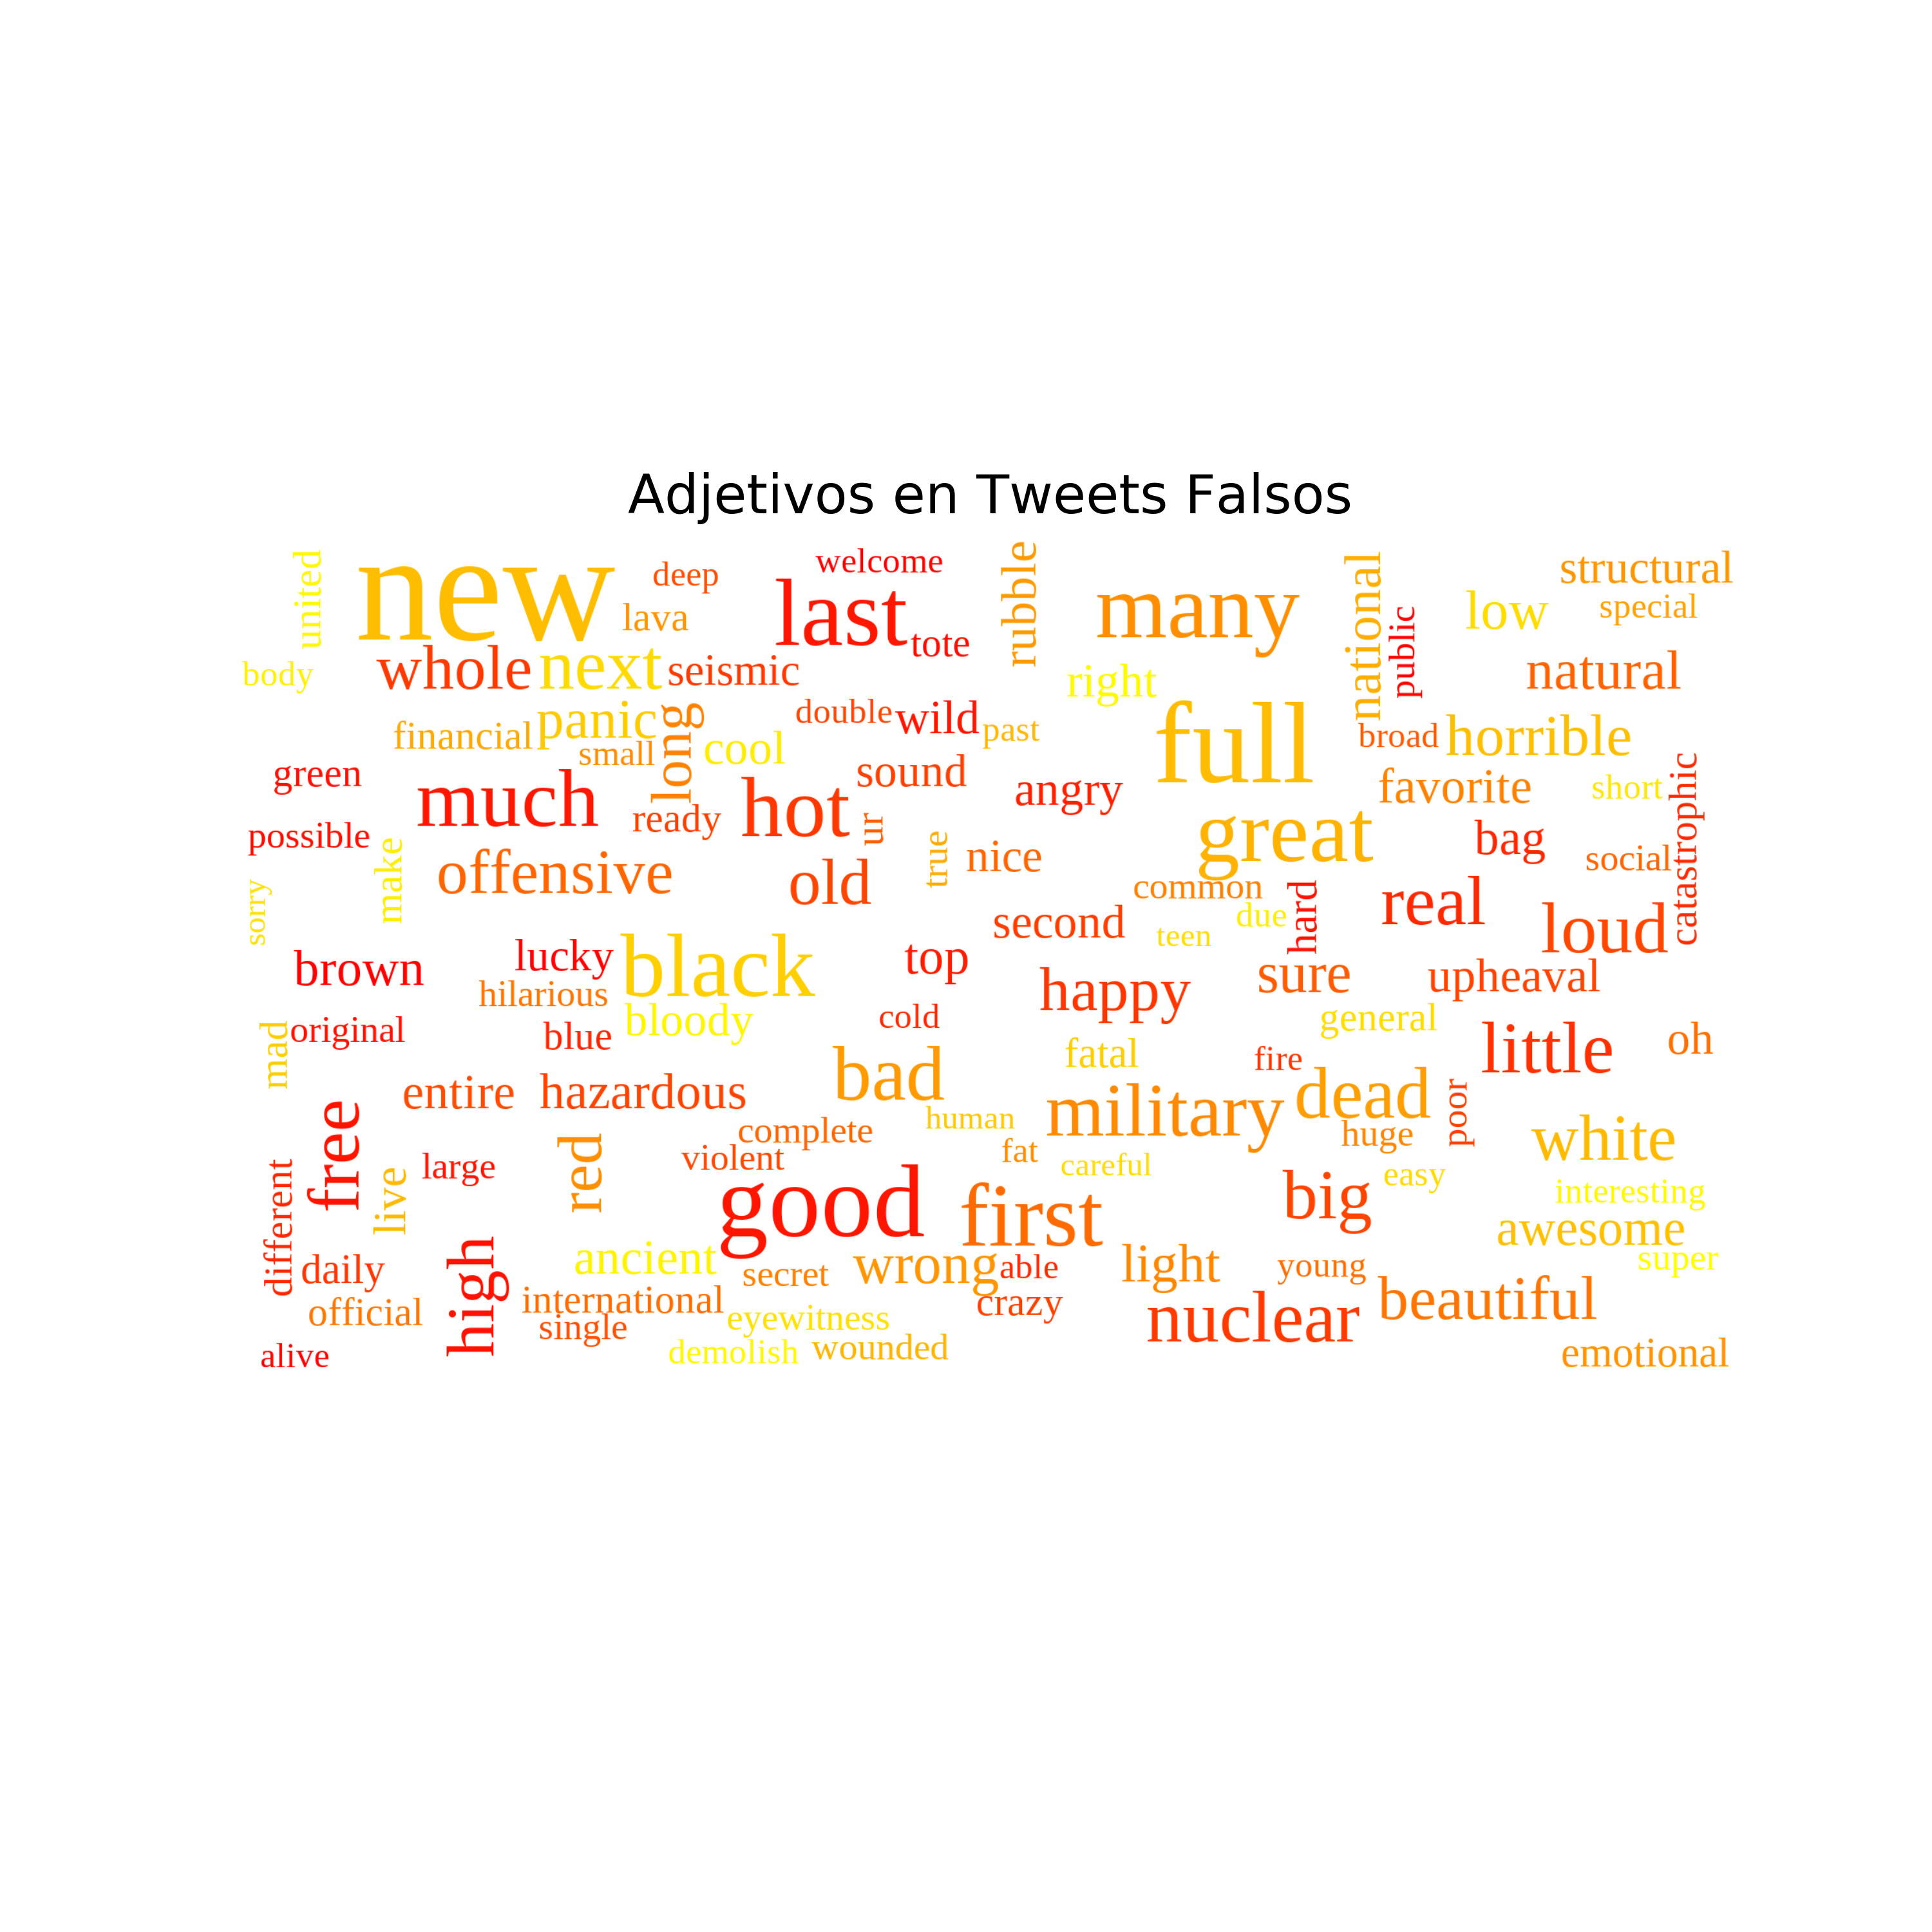 Adjetivos en Tweets Falsos
united
new
deep
lava
welcome
last
tote
rubble
many
national
public
low
structural
special
body
whole
next
seismic
right
natural
financial
panic
small
long
cool
double
wild
past
full
broad
horrible
green
much
ready
hot
sound
ur
angry
great
favorite
short
catastrophic
possible
make
offensive
old
true
nice
common
bag
social
sorry
second
teen
due
hard
real
loud
brown
lucky
hilarious
black
top
happy
sure
upheaval
mad
original
blue
bloody
cold
general
fatal
fire
little
oh
entire
hazardous
bad
human
military
dead
huge
poor
white
free
different
live
large
red
complete
violent
fat
careful
good
first
big
easy
interesting
awesome
super
daily
official
high
ancient
international
single
secret
eyewitness
demolish
wounded
wrong
able
crazy
light
young
nuclear
beautiful
alive
emotional